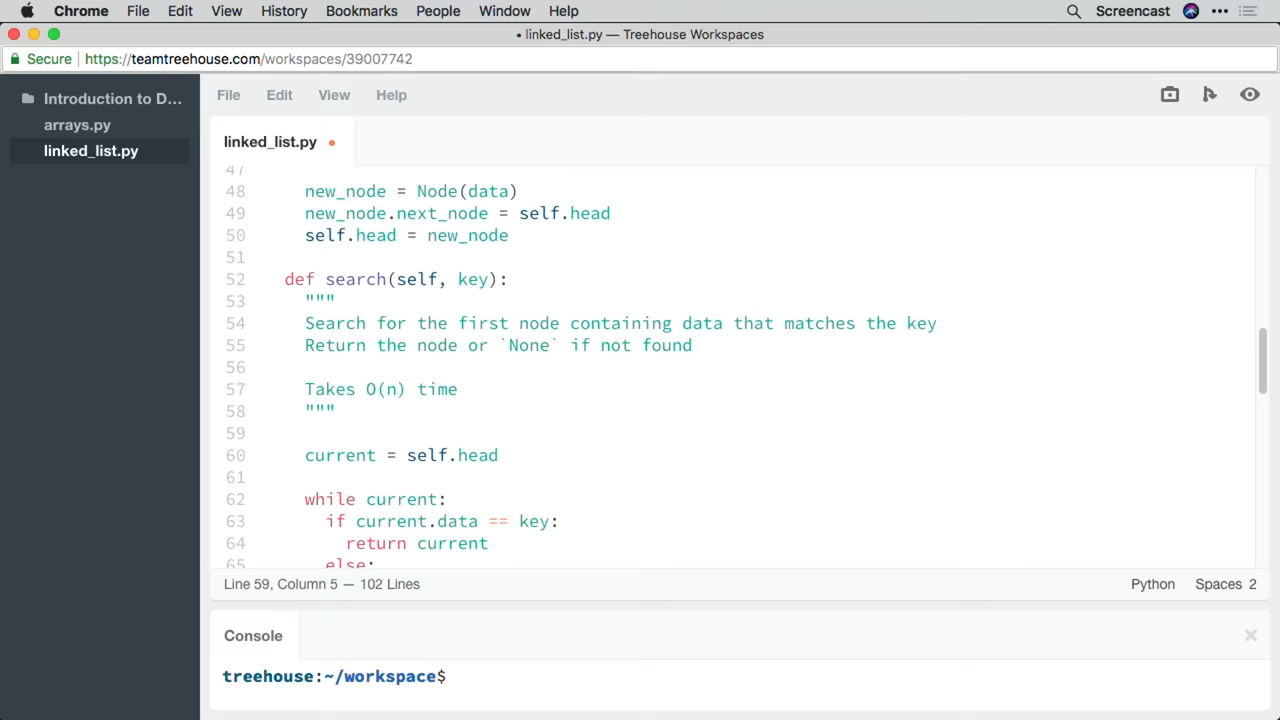 Chrome File Edit View History Bookmarks People Window Help Screencast
• linked_list.py — Treehouse Workspaces
Secure https://teamtreehouse.com/workspaces/39007742
Introduction to D...
arrays.py
linked_list.py
File Edit View Help
linked_list.py
47
48 new_node = Node(data)
49 new_node.next_node = self.head
50 self.head = new_node
51
52 def search(self, key):
53 """
54 Search for the first node containing data that matches the key
55 Return the node or `None` if not found
56
57 Takes O(n) time
58 """
59
60 current = self.head
61
62 while current:
63 if current.data == key:
64 return current
65 else:
Line 59, Column 5 — 102 Lines Python Spaces 2
Console
treehouse:~/workspace$